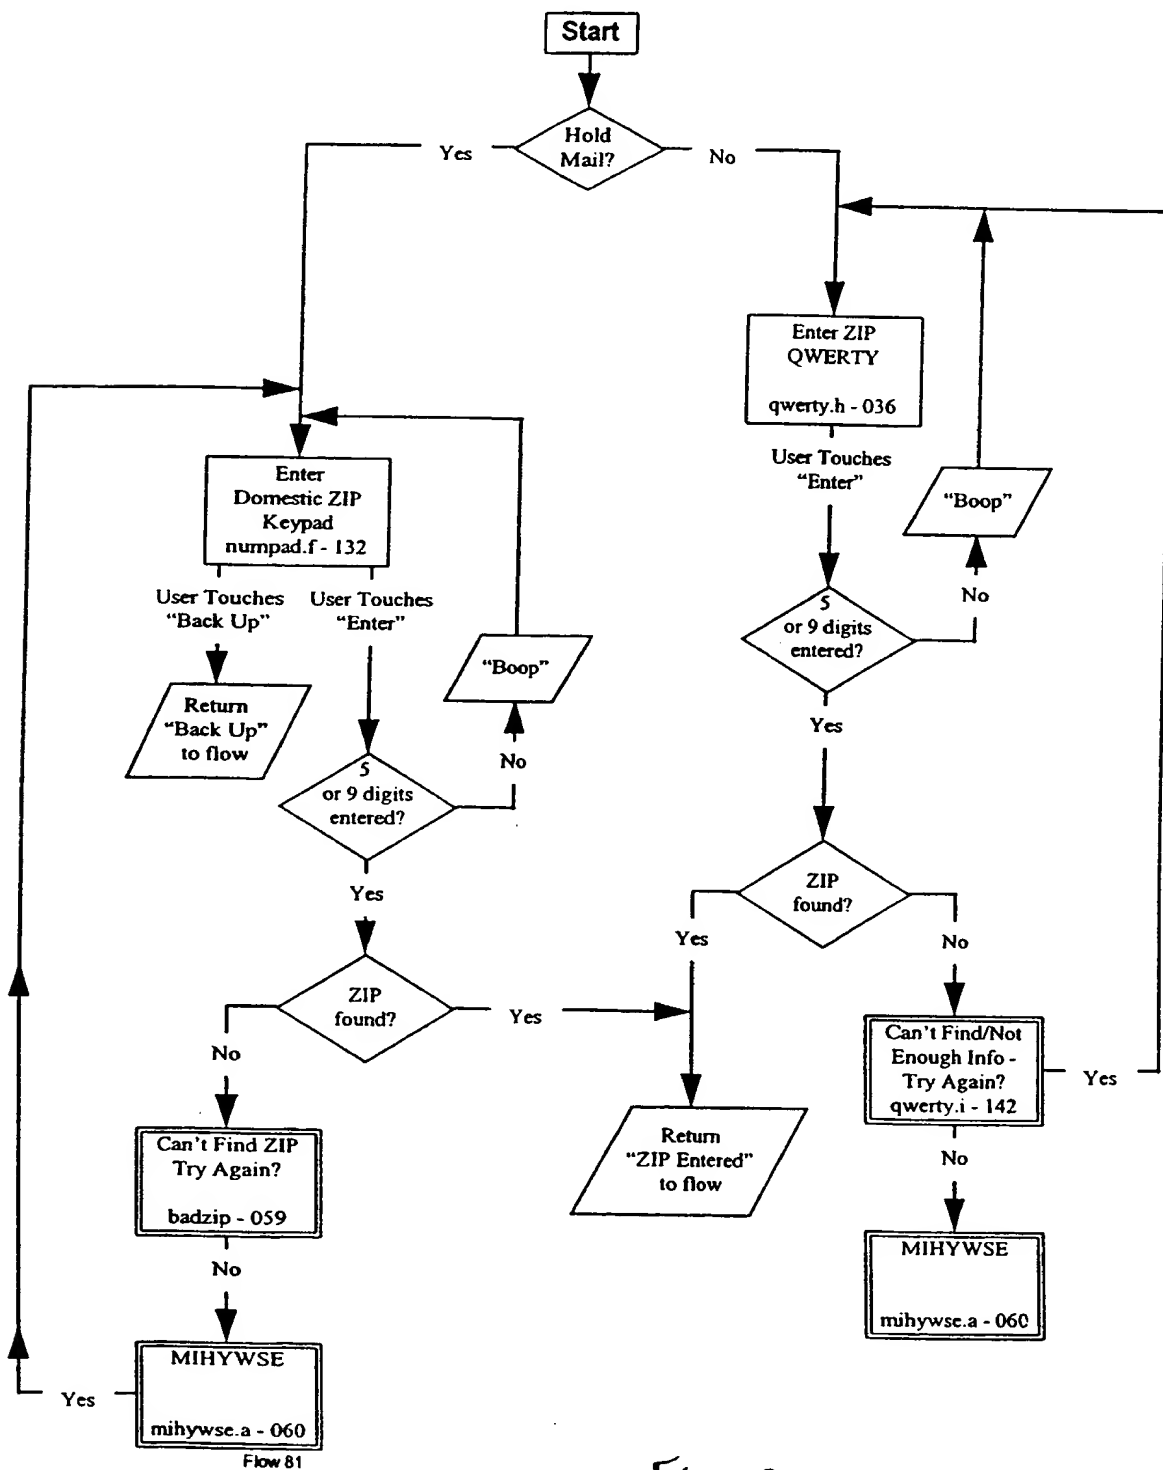 Start
Hold
Mail?
Yes
No
Enter ZIP
QWERTY
qwerty.h - 036
User Touches
“Enter”
“Boop”
No
5
or 9 digits
entered?
Yes
ZIP
found?
Yes
No
Can’t Find/Not
Enough Info -
Try Again?
qwerty.i - 142
Yes
No
MIHYWSE
mihywse.a - 060
Enter
Domestic ZIP
Keypad
numpad.f - 132
User Touches
“Back Up”
User Touches
“Enter”
Return
“Back Up”
to flow
“Boop”
No
5
or 9 digits
entered?
Yes
ZIP
found?
Yes
No
Return
“ZIP Entered”
to flow
Can’t Find ZIP
Try Again?
badzip - 059
No
MIHYWSE
mihywse.a - 060
Yes
Flow 81